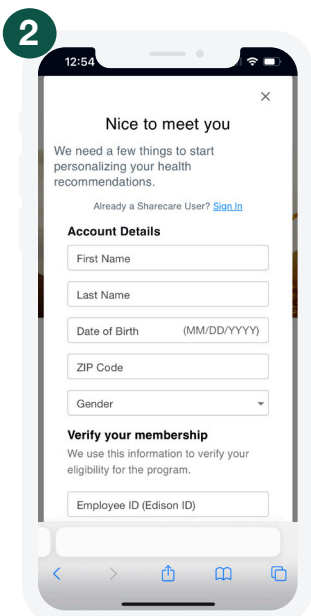 2
12:54
Nice to meet you
We need a few things to start
personalizing your health
recommendations.
Already a Sharecare User? Sign In
Account Details
First Name
Last Name
Date of Birth (MM/DD/YYYY)
ZIP Code
Gender
Verify your membership
We use this information to verify your
eligibility for the program.
Employee ID (Edison ID)